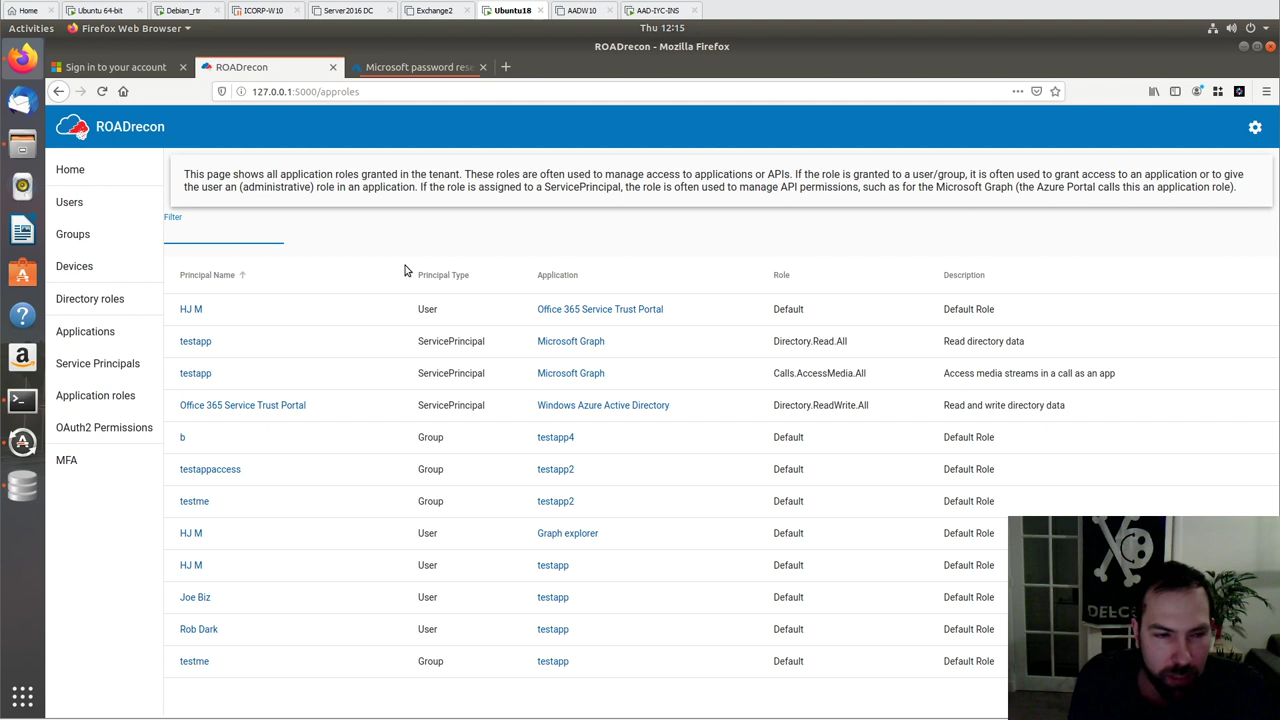 Home
Ubuntu 64-bit
Debian_rtr
ICORP-W10
Server2016 DC
Exchange2
Ubuntu18
AADW10
AAD-IYC-INS
Activities
Firefox Web Browser
Thu 12:15
ROADrecon - Mozilla Firefox
Sign in to your account
ROADrecon
Microsoft password res
127.0.0.1:5000/approles
ROADrecon
Home
Users
Groups
Devices
Directory roles
Applications
Service Principals
Application roles
OAuth2 Permissions
MFA
This page shows all application roles granted in the tenant. These roles are often used to manage access to applications or APIs. If the role is granted to a user/group, it is often used to grant access to an application or to give
the user an (administrative) role in an application. If the role is assigned to a ServicePrincipal, the role is often used to manage API permissions, such as for the Microsoft Graph (the Azure Portal calls this an application role).
Filter
Principal Name Principal Type Application Role Description
HJ M User Office 365 Service Trust Portal Default Default Role
testapp ServicePrincipal Microsoft Graph Directory.Read.All Read directory data
testapp ServicePrincipal Microsoft Graph Calls.AccessMedia.All Access media streams in a call as an app
Office 365 Service Trust Portal ServicePrincipal Windows Azure Active Directory Directory.ReadWrite.All Read and write directory data
b Group testapp4 Default Default Role
testappaccess Group testapp2 Default Default Role
testme Group testapp2 Default Default Role
HJ M User Graph explorer Default Default Role
HJ M User testapp Default Default Role
Joe Biz User testapp Default Default Role
Rob Dark User testapp Default Default Role
testme Group testapp Default Default Role